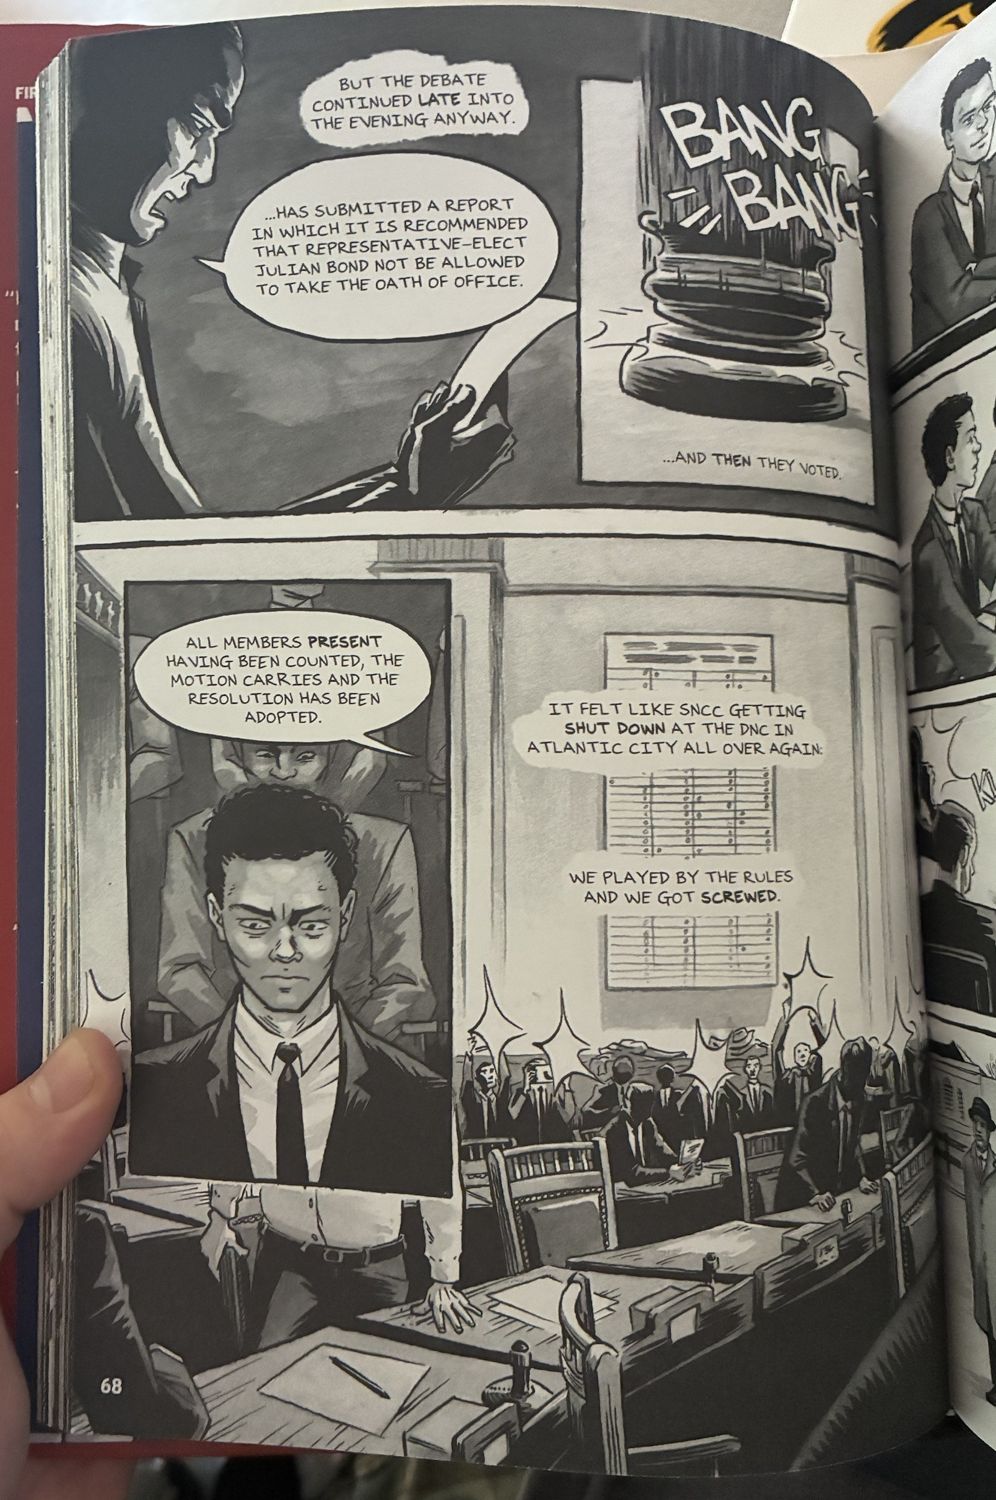 BUT THE DEBATE
CONTINUED LATE INTO
THE EVENING ANYWAY.
...HAS SUBMITTED A REPORT
IN WHICH IT IS RECOMMENDED
THAT REPRESENTATIVE-ELECT
JULIAN BOND NOT BE ALLOWED
TO TAKE THE OATH OF OFFICE.
BANG
BANG
...AND THEN THEY VOTED.
ALL MEMBERS PRESENT
HAVING BEEN COUNTED, THE
MOTION CARRIES AND THE
RESOLUTION HAS BEEN
ADOPTED.
IT FELT LIKE SNCC GETTING
SHUT DOWN AT THE DNC IN
ATLANTIC CITY ALL OVER AGAIN:
WE PLAYED BY THE RULES
AND WE GOT SCREWED.
68